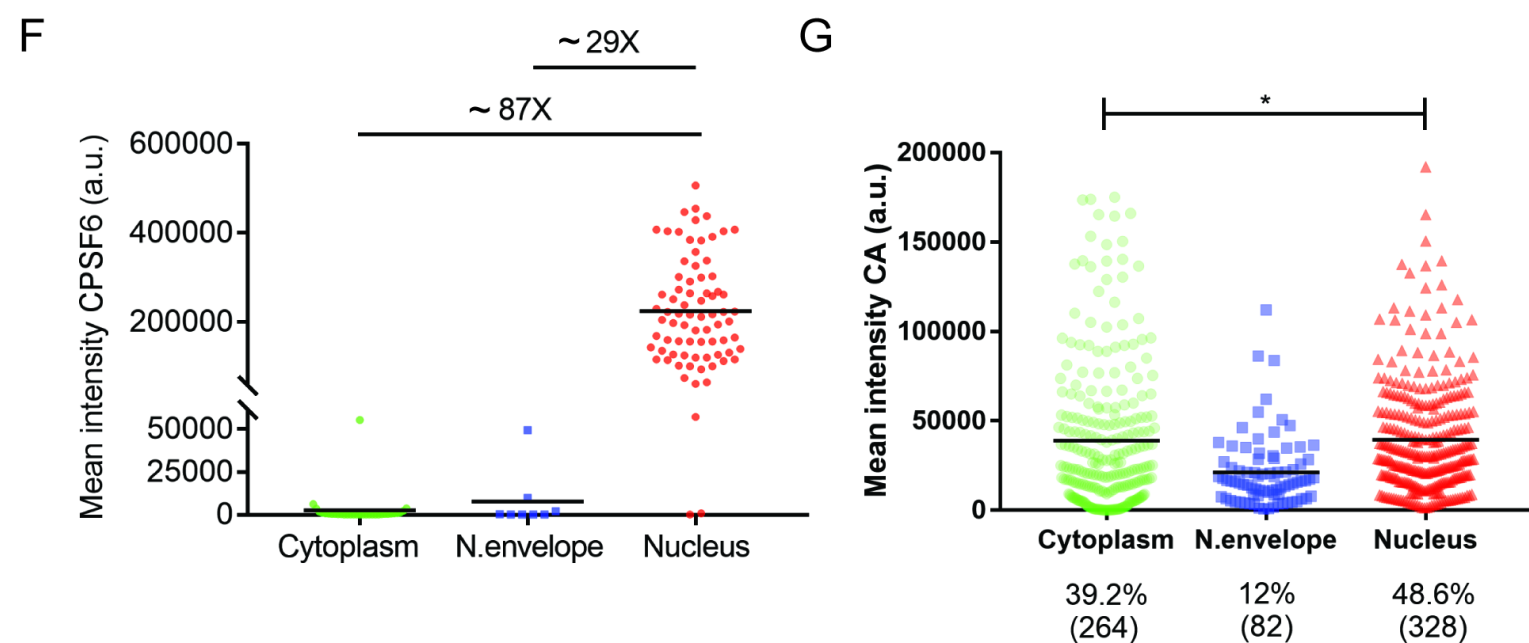 F
~ 29X
~ 87X
Mean intensity CPSF6 (a.u.)
600000
400000
200000
50000
25000
0
Cytoplasm
N.envelope
Nucleus
G
*
Mean intensity CA (a.u.)
200000
150000
100000
50000
0
Cytoplasm
N.envelope
Nucleus
39.2%
12%
48.6%
(264)
(82)
(328)